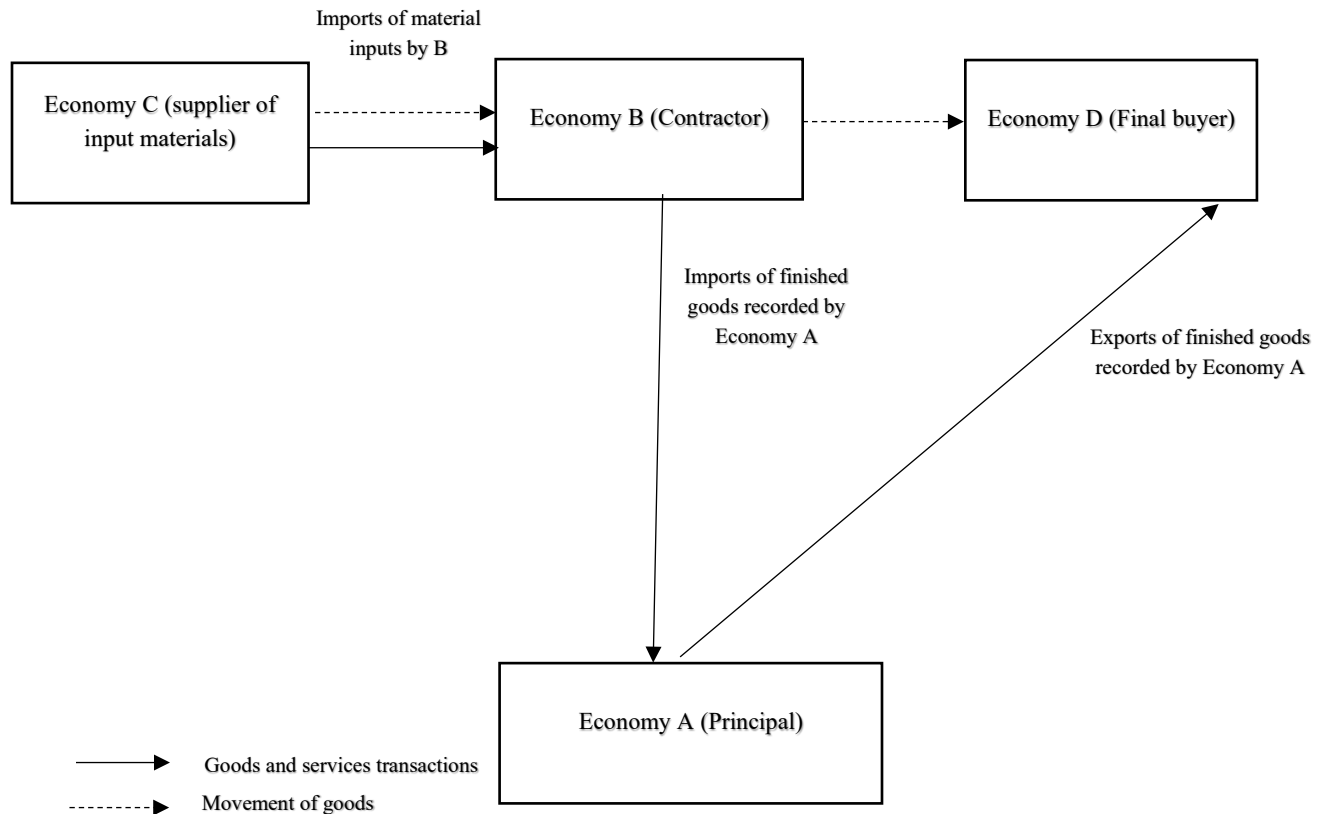 Imports of material
inputs by B
Economy C (supplier of
input materials)
Economy B (Contractor)
Economy D (Final buyer)
Imports of finished
goods recorded by
Economy A
Exports of finished goods
recorded by Economy A
Economy A (Principal)
Goods and services transactions
Movement of goods